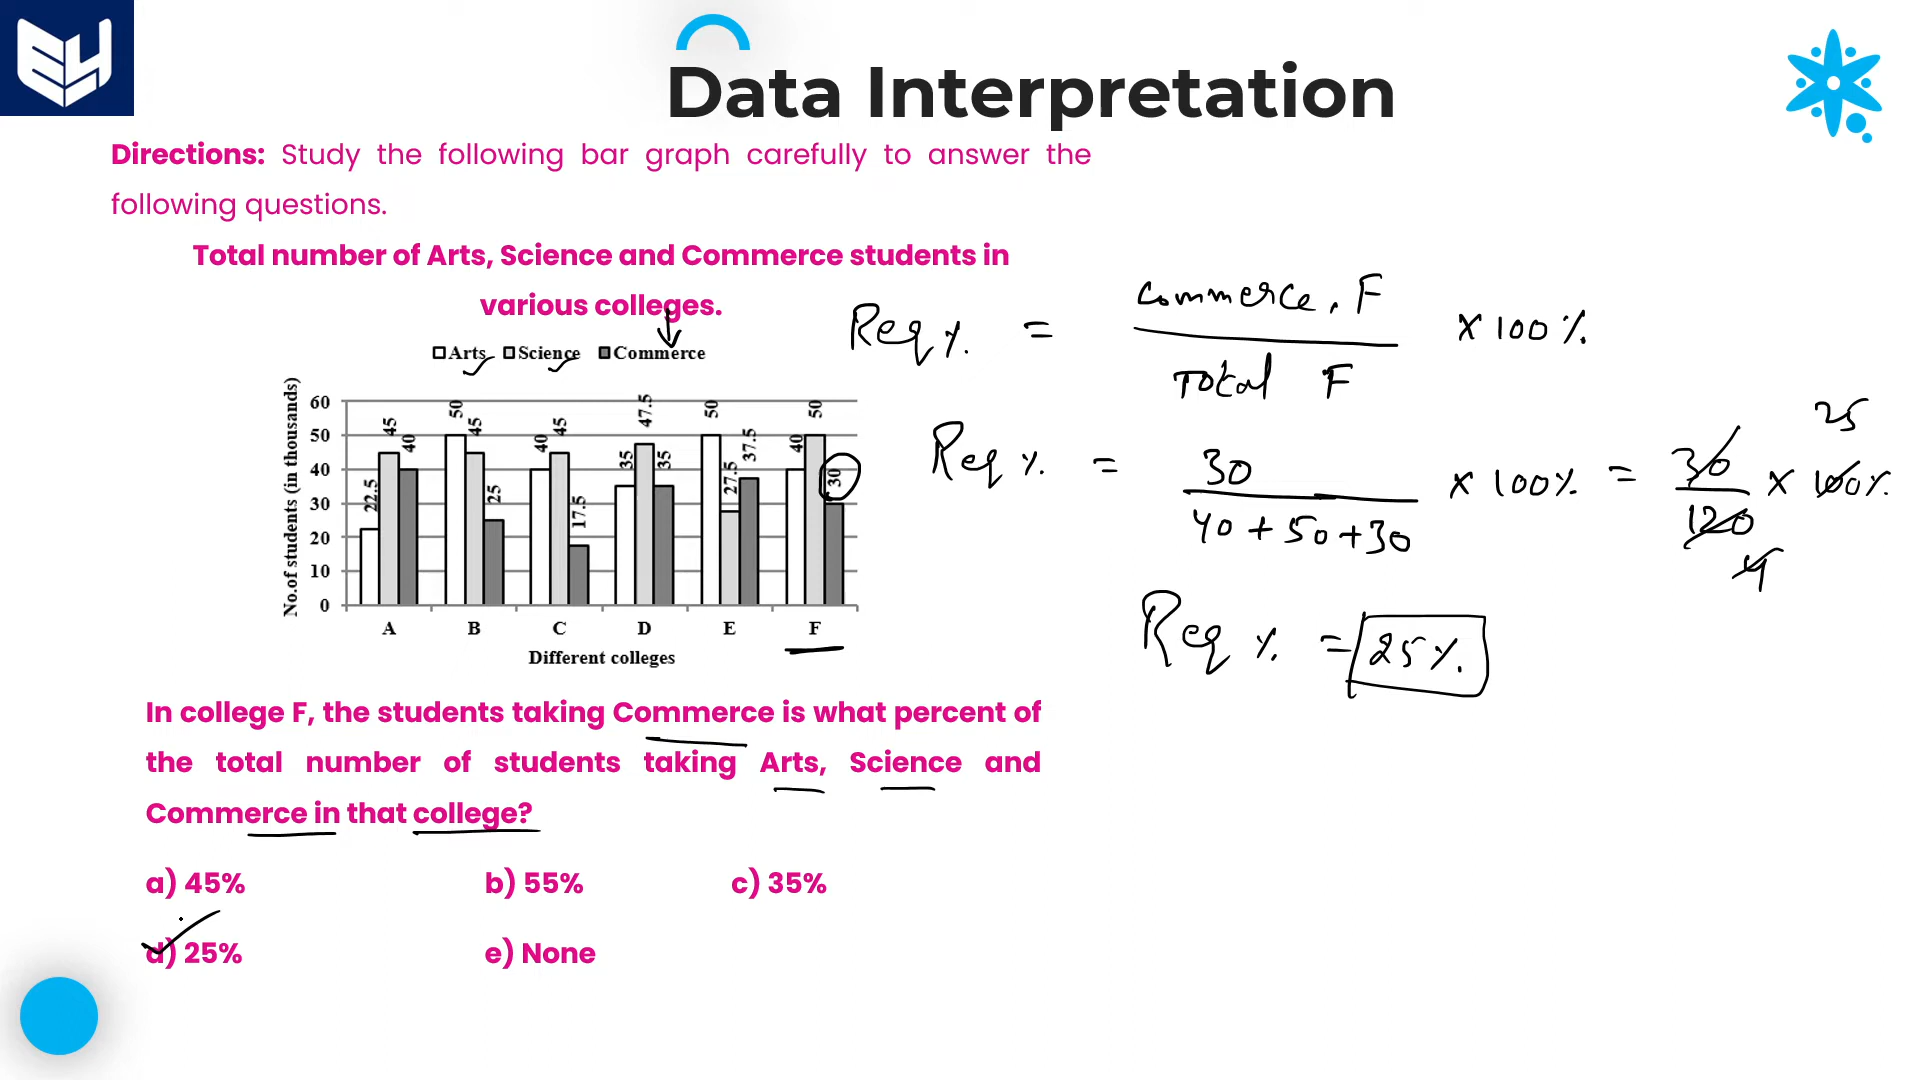 EY
Data Interpretation
Directions: Study the following bar graph carefully to answer the
following questions.
Total number of Arts, Science and Commerce students in
various colleges.
Arts Science Commerce
No.of students (in thousands)
60
50
40
30
20
10
0
22.5 45 40
50 45 25
40 45 17.5
35 47.5 35
50 27.5 37.5
40 50 30
A B C D E F
Different colleges
Req % = Commerce, F / Total F × 100 %
Req % = 30 / 40 + 50 + 30 × 100% = 30 / 120 × 100%
25
4
Req % = 25 %
In college F, the students taking Commerce is what percent of
the total number of students taking Arts, Science and
Commerce in that college?
a) 45% b) 55% c) 35%
d) 25% e) None